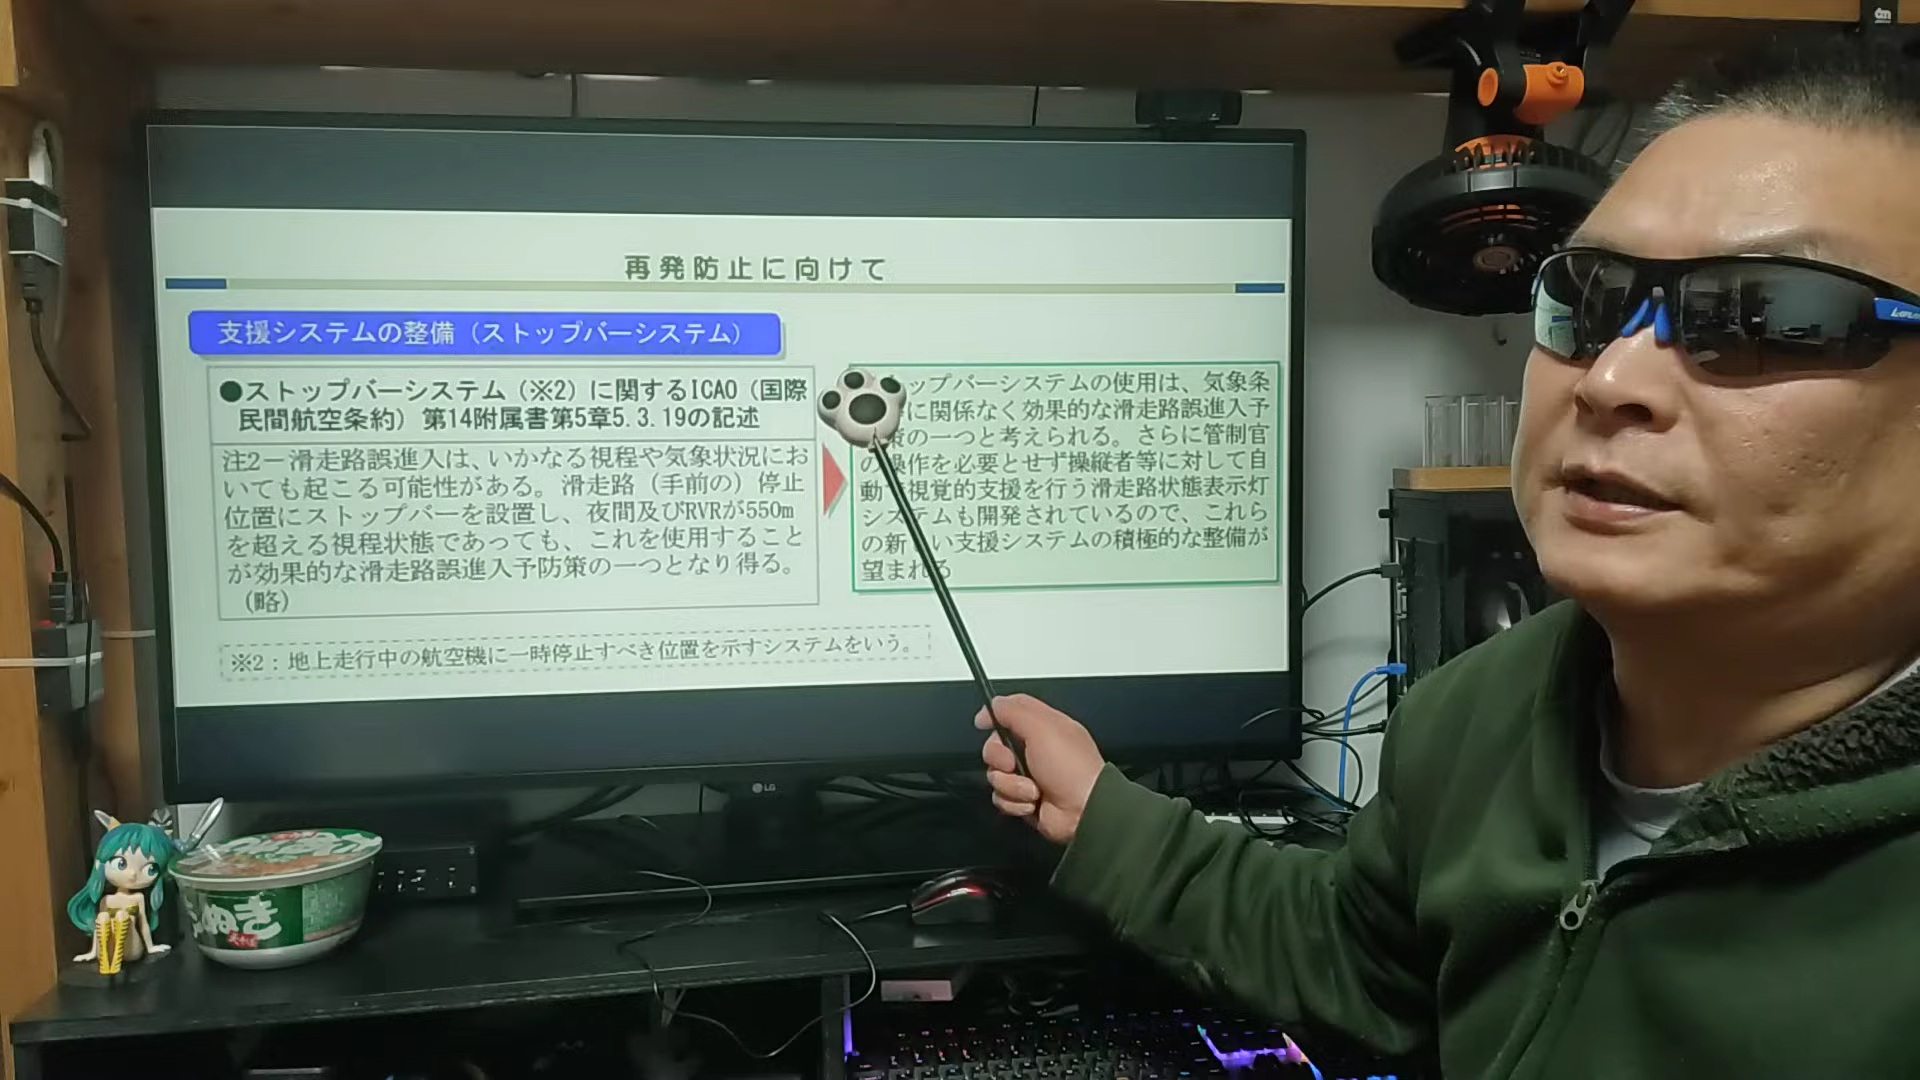 再発防止に向けて
支援システムの整備（ストップバーシステム）
●ストップバーシステム（※2）に関するICAO（国際
民間航空条約）第14附属書第5章5.3.19の記述
注2－滑走路誤進入は、いかなる視程や気象状況にお
いても起こる可能性がある。滑走路（手前の）停止
位置にストップバーを設置し、夜間及びRVRが550m
を超える視程状態であっても、これを使用すること
が効果的な滑走路誤進入予防策の一つとなり得る。
（略）
ップバーシステムの使用は、気象条
に関係なく効果的な滑走路誤進入予
策の一つと考えられる。さらに管制官
の操作を必要とせず操縦者等に対して自
動で視覚的支援を行う滑走路状態表示灯
システムも開発されているので、これら
の新しい支援システムの積極的な整備が
望まれる
※2：地上走行中の航空機に一時停止すべき位置を示すシステムをいう。
LG
ぬき